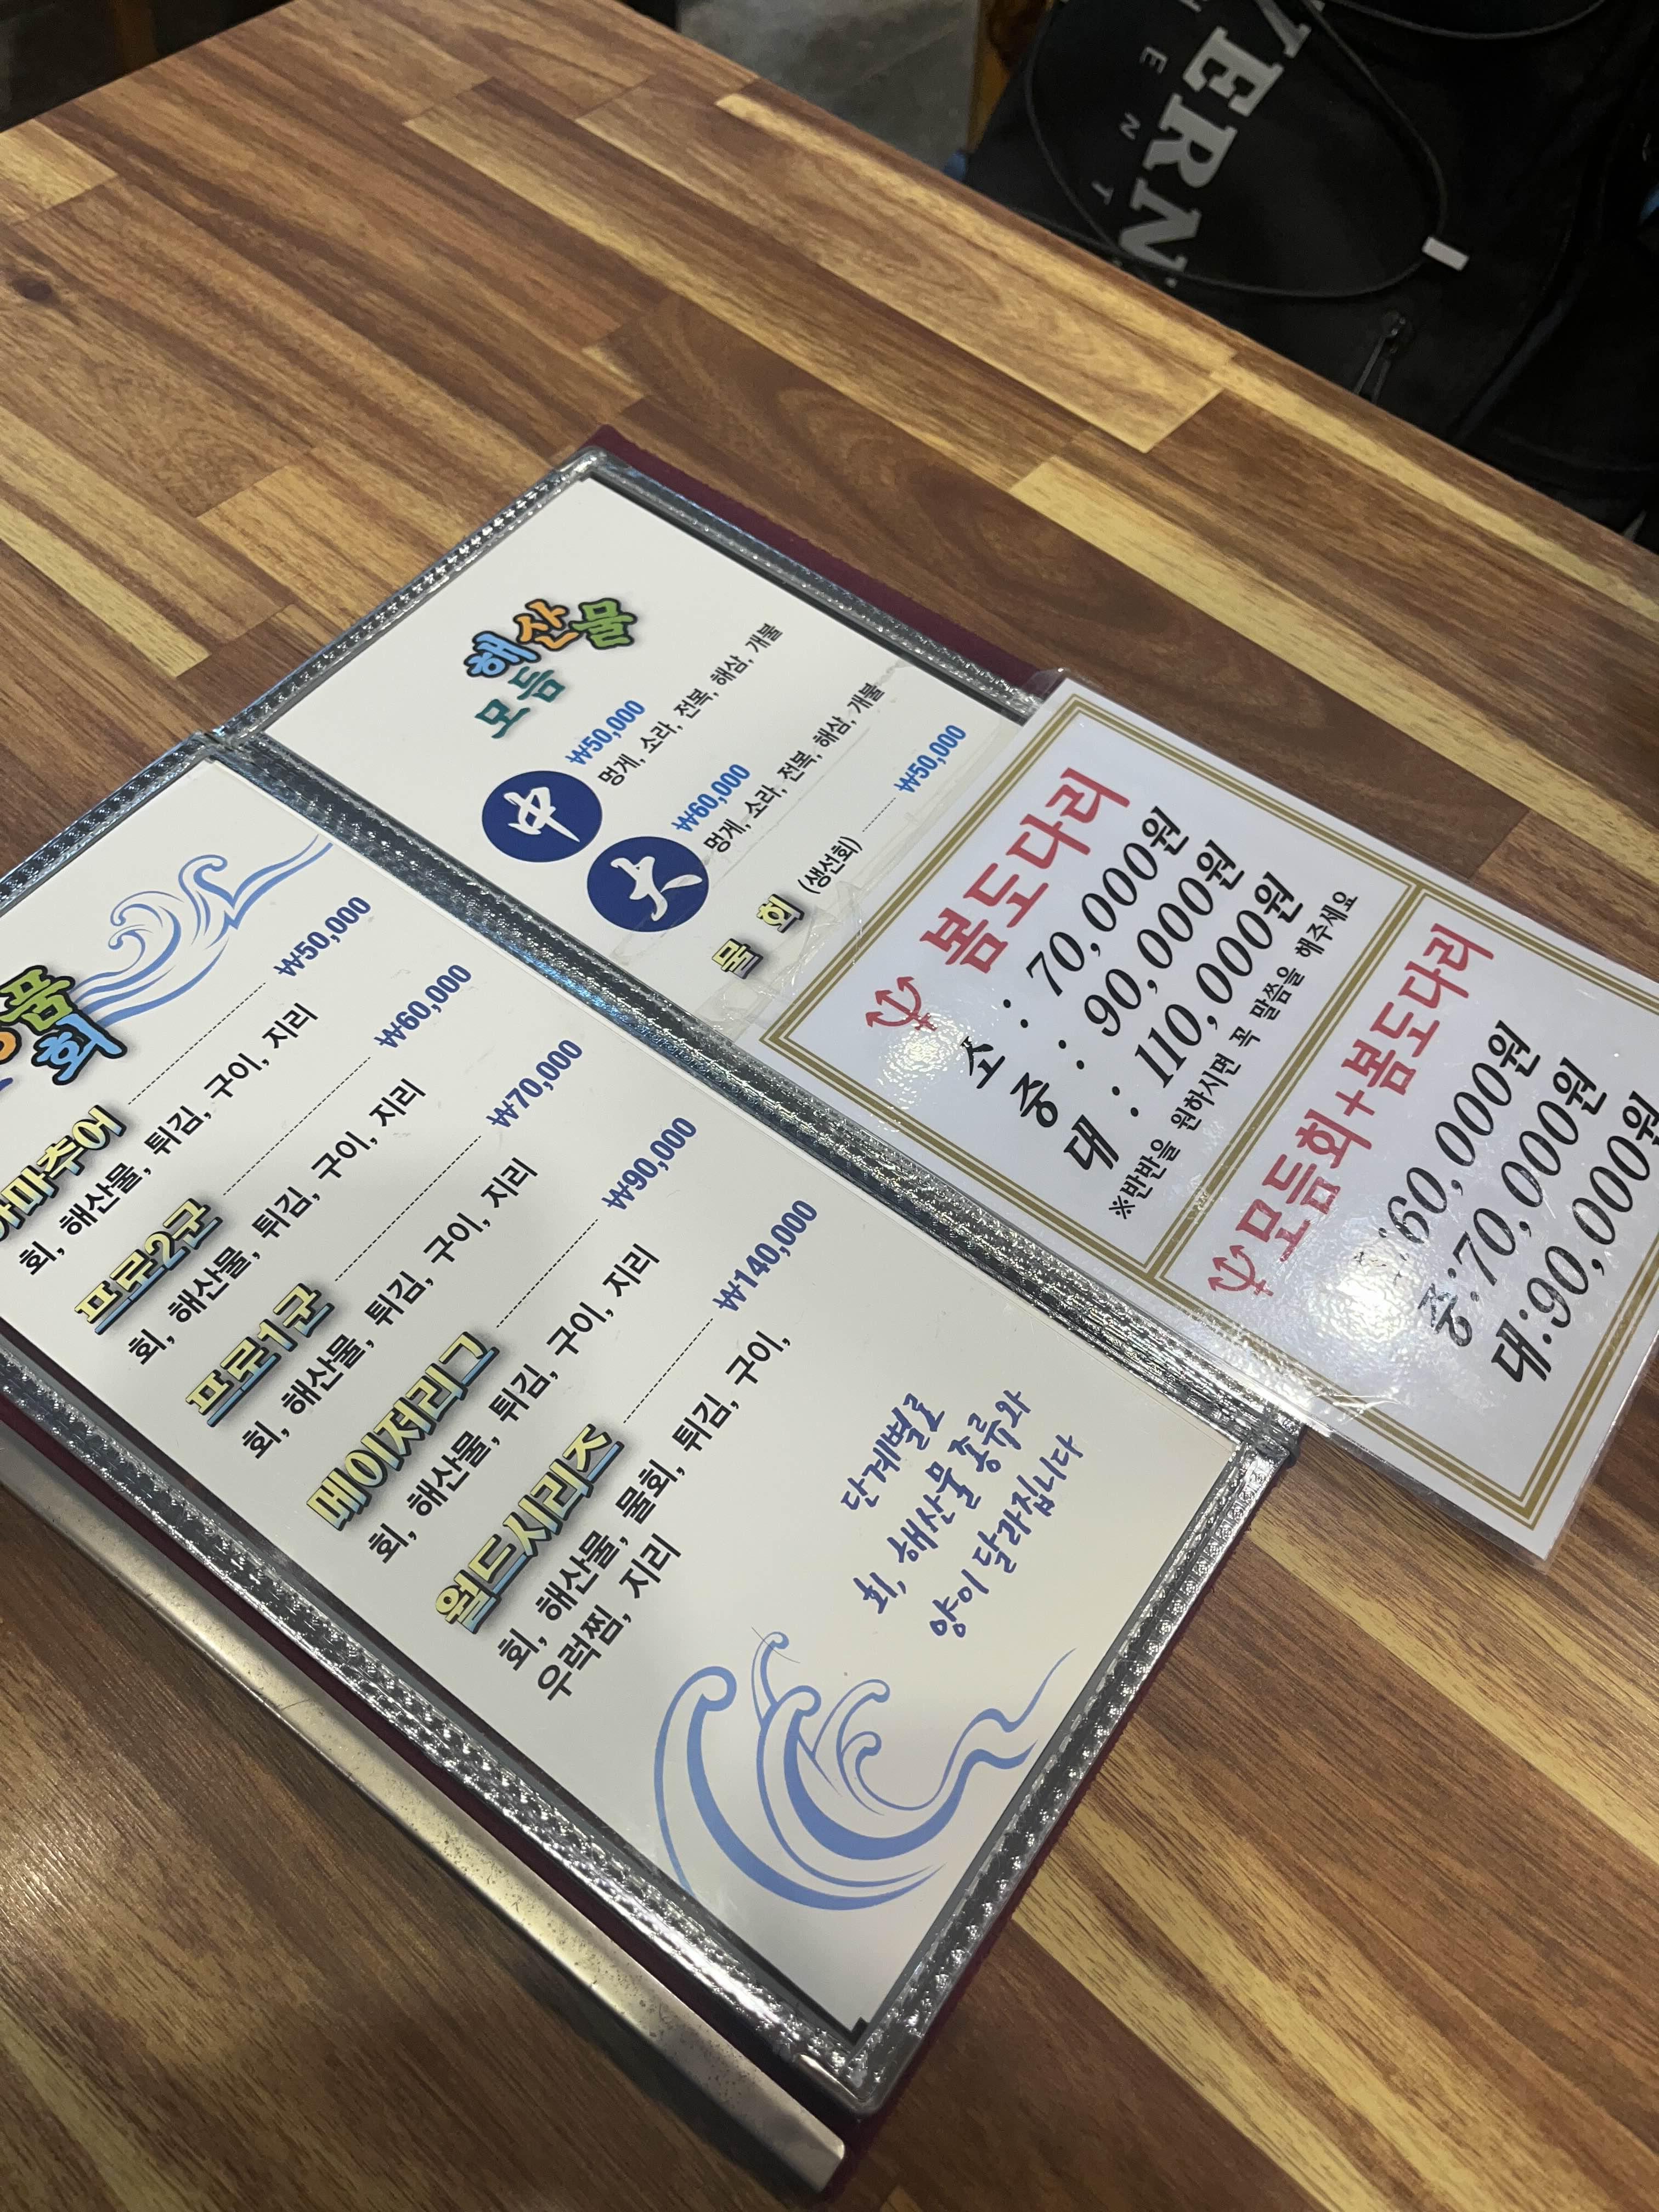 회
아마추어 ₩50,000
회, 해산물, 튀김, 구이, 지리
프로2군 ₩60,000
회, 해산물, 튀김, 구이, 지리
프로1군 ₩70,000
회, 해산물, 튀김, 구이, 지리
메이저리그 ₩90,000
회, 해산물, 튀김, 구이, 지리
월드시리즈 ₩140,000
회, 해산물, 물회, 튀김, 구이,
우럭찜, 지리
단계별로
회, 해산물 종류와
양이 달라집니다
모듬 해산물
中 ₩50,000
멍게, 소라, 전복, 해삼, 개불
大 ₩60,000
멍게, 소라, 전복, 해삼, 개불
물 회 (생선회) ₩50,000
봄도다리
소 : 70,000원
중 : 90,000원
대 : 110,000원
※반반을 원하시면 꼭 말씀을 해주세요
모듬회+봄도다리
60,000원
중:70,000원
대:90,000원
VERN
E N T